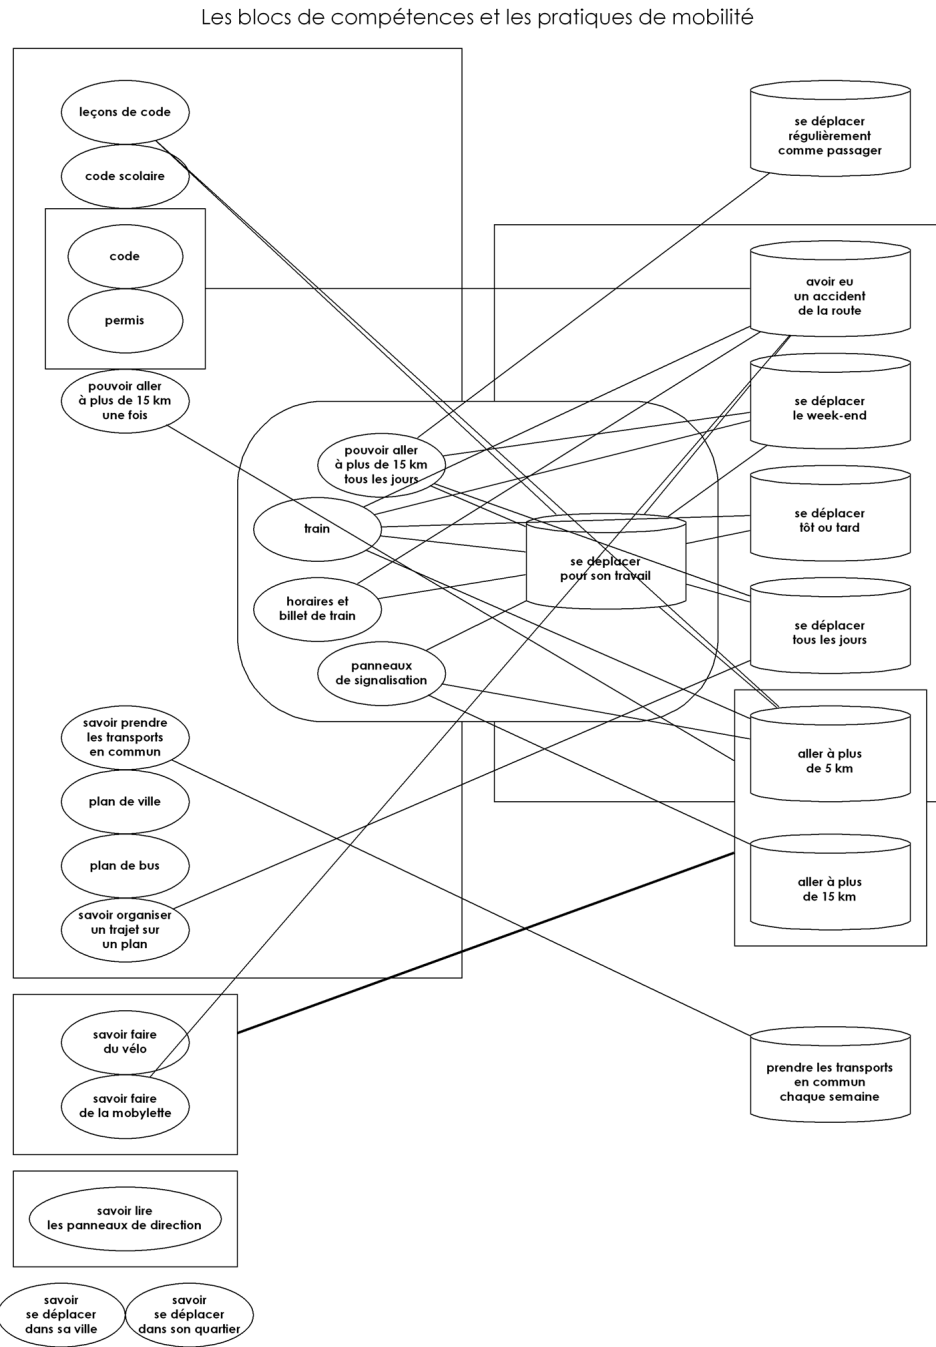 Les blocs de compétences et les pratiques de mobilité
leçons de code
code scolaire
code
permis
pouvoir aller
à plus de 15 km
une fois
pouvoir aller
à plus de 15 km
tous les jours
train
horaires et
billet de train
panneaux
de signalisation
se déplacer
pour son travail
savoir prendre
les transports
en commun
plan de ville
plan de bus
savoir organiser
un trajet sur
un plan
savoir faire
du vélo
savoir faire
de la mobylette
savoir lire
les panneaux de direction
savoir
se déplacer
dans sa ville
savoir
se déplacer
dans son quartier
se déplacer
régulièrement
comme passager
avoir eu
un accident
de la route
se déplacer
le week-end
se déplacer
tôt ou tard
se déplacer
tous les jours
aller à plus
de 5 km
aller à plus
de 15 km
prendre les transports
en commun
chaque semaine